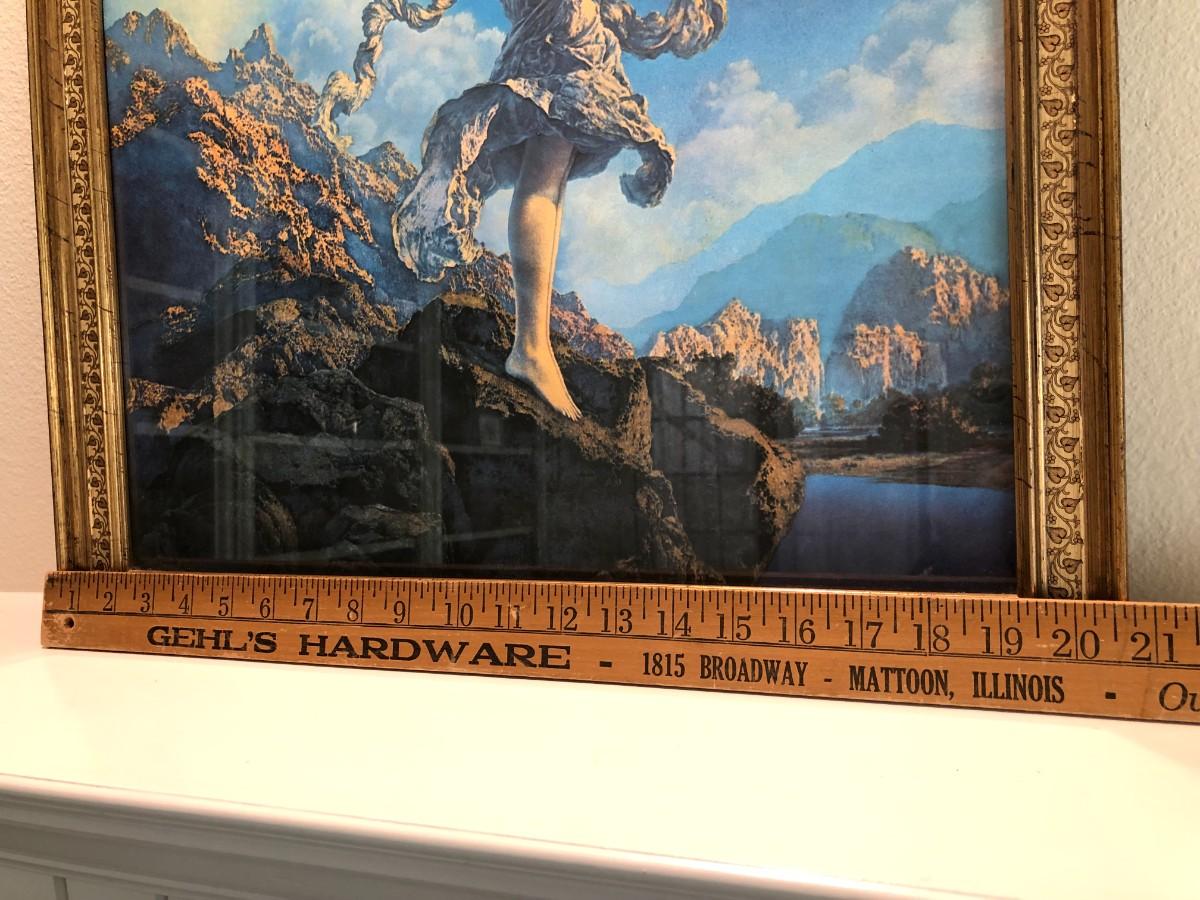 1 2 3 4 5 6 7 8 9 10 11 12 13 14 15 16 17 18 19 20 21
GEHL'S HARDWARE - 1815 BROADWAY - MATTOON, ILLINOIS - Ou